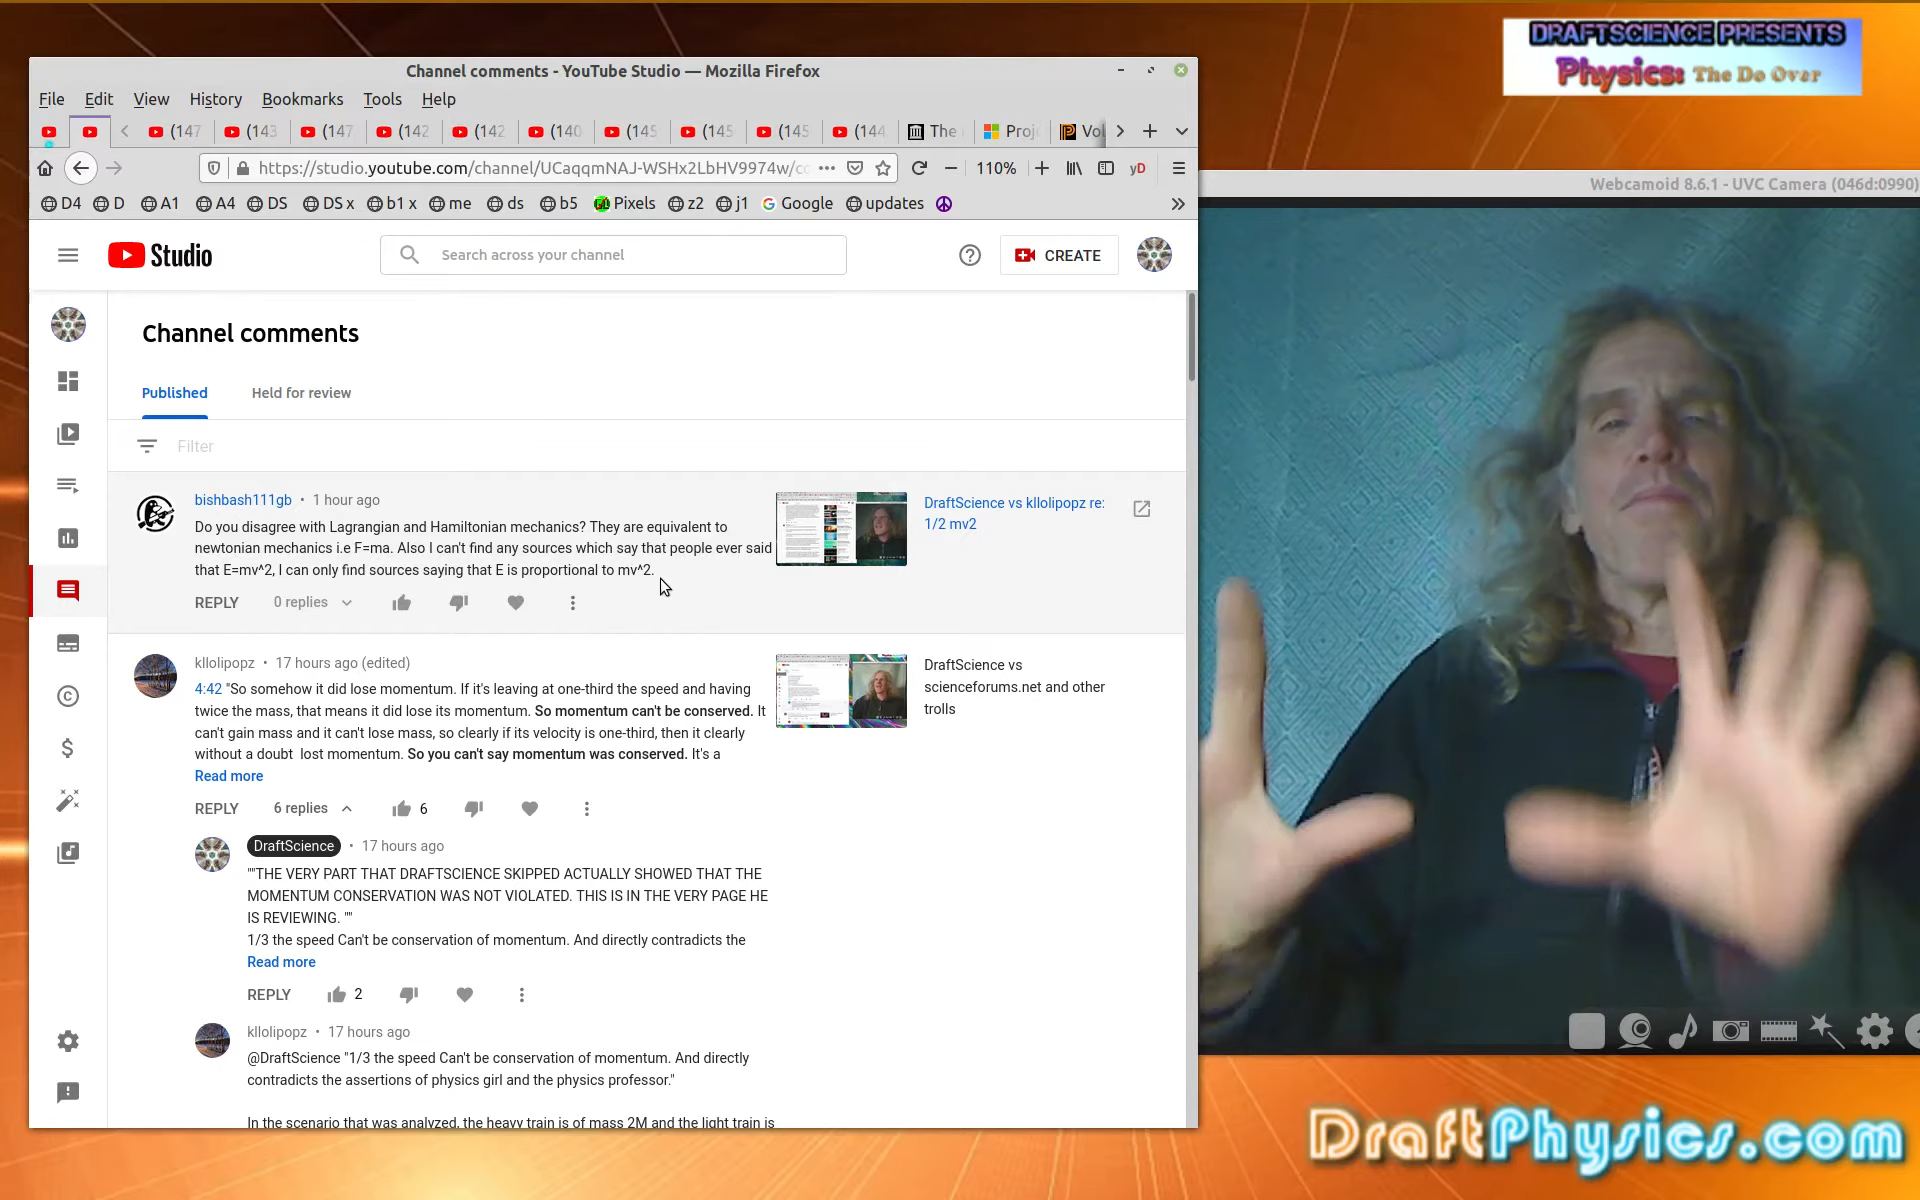 DRAFTSCIENCE PRESENTS
Physics: The Do Over
Channel comments - YouTube Studio — Mozilla Firefox
File Edit View History Bookmarks Tools Help
(147 (143 (147 (142 (142 (140 (145 (145 (145 (144 The Proj Vol
https://studio.youtube.com/channel/UCaqqmNAJ-WSHx2LbHV9974w/co 110% yD
Webcamoid 8.6.1 - UVC Camera (046d:0990)
D4 D A1 A4 DS DS x b1 x me ds b5 Pixels z2 j1 Google updates
Studio
Search across your channel
CREATE
Channel comments
Published Held for review
Filter
bishbash111gb • 1 hour ago
Do you disagree with Lagrangian and Hamiltonian mechanics? They are equivalent to
newtonian mechanics i.e F=ma. Also I can't find any sources which say that people ever said
that E=mv^2, I can only find sources saying that E is proportional to mv^2.
DraftScience vs kllolipopz re:
1/2 mv2
REPLY 0 replies
kllolipopz • 17 hours ago (edited)
4:42 "So somehow it did lose momentum. If it's leaving at one-third the speed and having
twice the mass, that means it did lose its momentum. So momentum can't be conserved. It
can't gain mass and it can't lose mass, so clearly if its velocity is one-third, then it clearly
without a doubt lost momentum. So you can't say momentum was conserved. It's a
Read more
DraftScience vs
scienceforums.net and other
trolls
REPLY 6 replies 6
DraftScience • 17 hours ago
""THE VERY PART THAT DRAFTSCIENCE SKIPPED ACTUALLY SHOWED THAT THE
MOMENTUM CONSERVATION WAS NOT VIOLATED. THIS IS IN THE VERY PAGE HE
IS REVIEWING. ""
1/3 the speed Can't be conservation of momentum. And directly contradicts the
Read more
REPLY 2
kllolipopz • 17 hours ago
@DraftScience "1/3 the speed Can't be conservation of momentum. And directly
contradicts the assertions of physics girl and the physics professor."
In the scenario that was analyzed, the heavy train is of mass 2M and the light train is
DraftPhysics.com